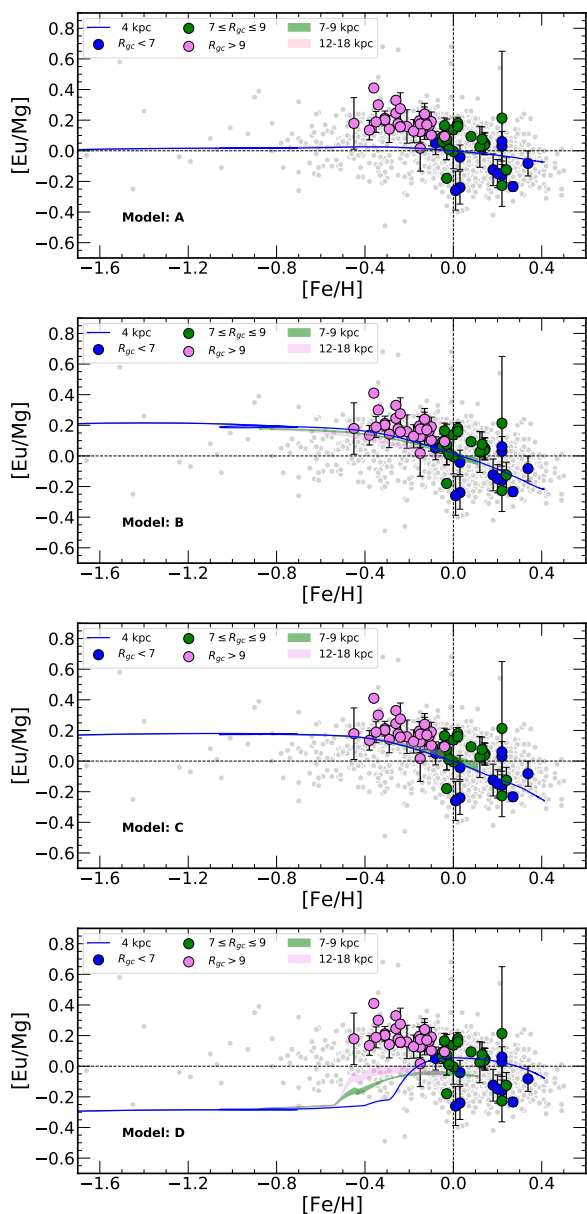 4 kpc
7 ≤ R_gc ≤ 9
7-9 kpc
R_gc < 7
R_gc > 9
12-18 kpc
0.8
0.6
0.4
0.2
0.0
−0.2
−0.4
−0.6
[Eu/Mg]
Model: A
−1.6 −1.2 −0.8 −0.4 0.0 0.4
[Fe/H]
4 kpc
7 ≤ R_gc ≤ 9
7-9 kpc
R_gc < 7
R_gc > 9
12-18 kpc
0.8
0.6
0.4
0.2
0.0
−0.2
−0.4
−0.6
[Eu/Mg]
Model: B
−1.6 −1.2 −0.8 −0.4 0.0 0.4
[Fe/H]
4 kpc
7 ≤ R_gc ≤ 9
7-9 kpc
R_gc < 7
R_gc > 9
12-18 kpc
0.8
0.6
0.4
0.2
0.0
−0.2
−0.4
−0.6
[Eu/Mg]
Model: C
−1.6 −1.2 −0.8 −0.4 0.0 0.4
[Fe/H]
4 kpc
7 ≤ R_gc ≤ 9
7-9 kpc
R_gc < 7
R_gc > 9
12-18 kpc
0.8
0.6
0.4
0.2
0.0
−0.2
−0.4
−0.6
[Eu/Mg]
Model: D
−1.6 −1.2 −0.8 −0.4 0.0 0.4
[Fe/H]